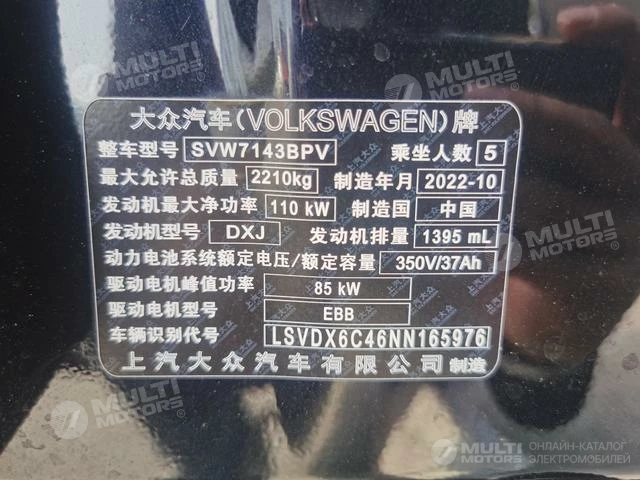 大众汽车(VOLKSWAGEN)牌
整车型号 SVW7143BPV 乘坐人数 5
最大允许总质量 2210kg 制造年月 2022-10
发动机最大净功率 110 kW 制造国 中国
发动机型号 DXJ 发动机排量 1395 mL
动力电池系统额定电压/额定容量 350V/37Ah
驱动电机峰值功率 85 kW
驱动电机型号 EBB
车辆识别代号 LSVDX6C46NN165976
上汽大众汽车有限公司 制造
MULTI MOTORS
MULTI MOTORS
MULTI MOTORS
MULTI MOTORS
MULTI MOTORS
ОНЛАЙН-КАТАЛОГ
ЭЛЕКТРОМОБИЛЕЙ